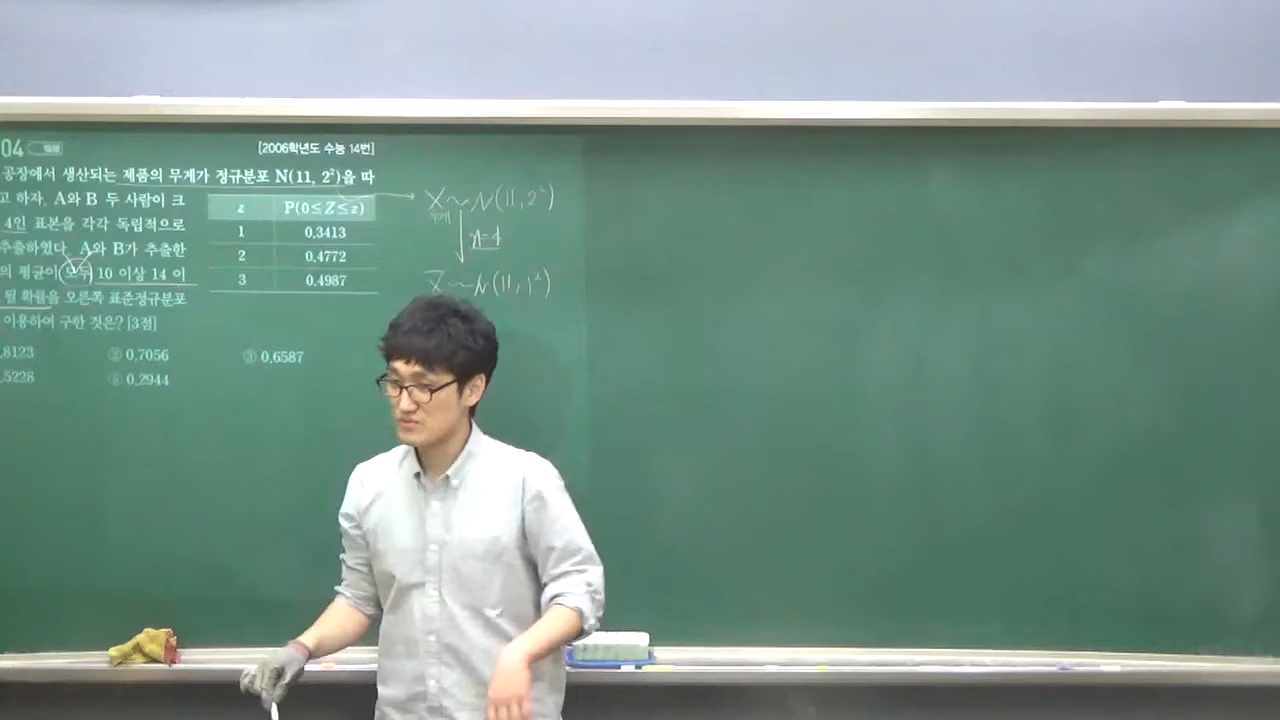 04
[2006학년도 수능 14번]
공장에서 생산되는 제품의 무게가 정규분포 N(11, 2²)을 따
고 하자. A와 B 두 사람이 크
4인 표본을 각각 독립적으로
추출하였다. A와 B가 추출한
의 평균이 모두 10 이상 14 이
될 확률을 오른쪽 표준정규분포
이용하여 구한 것은? [3점]
z P(0≤Z≤z)
1 0.3413
2 0.4772
3 0.4987
.8123 ② 0.7056 ③ 0.6587
.5228 ⑤ 0.2944
X~N(11, 2²)
무게
n=4
X̄~N(11, 1²)